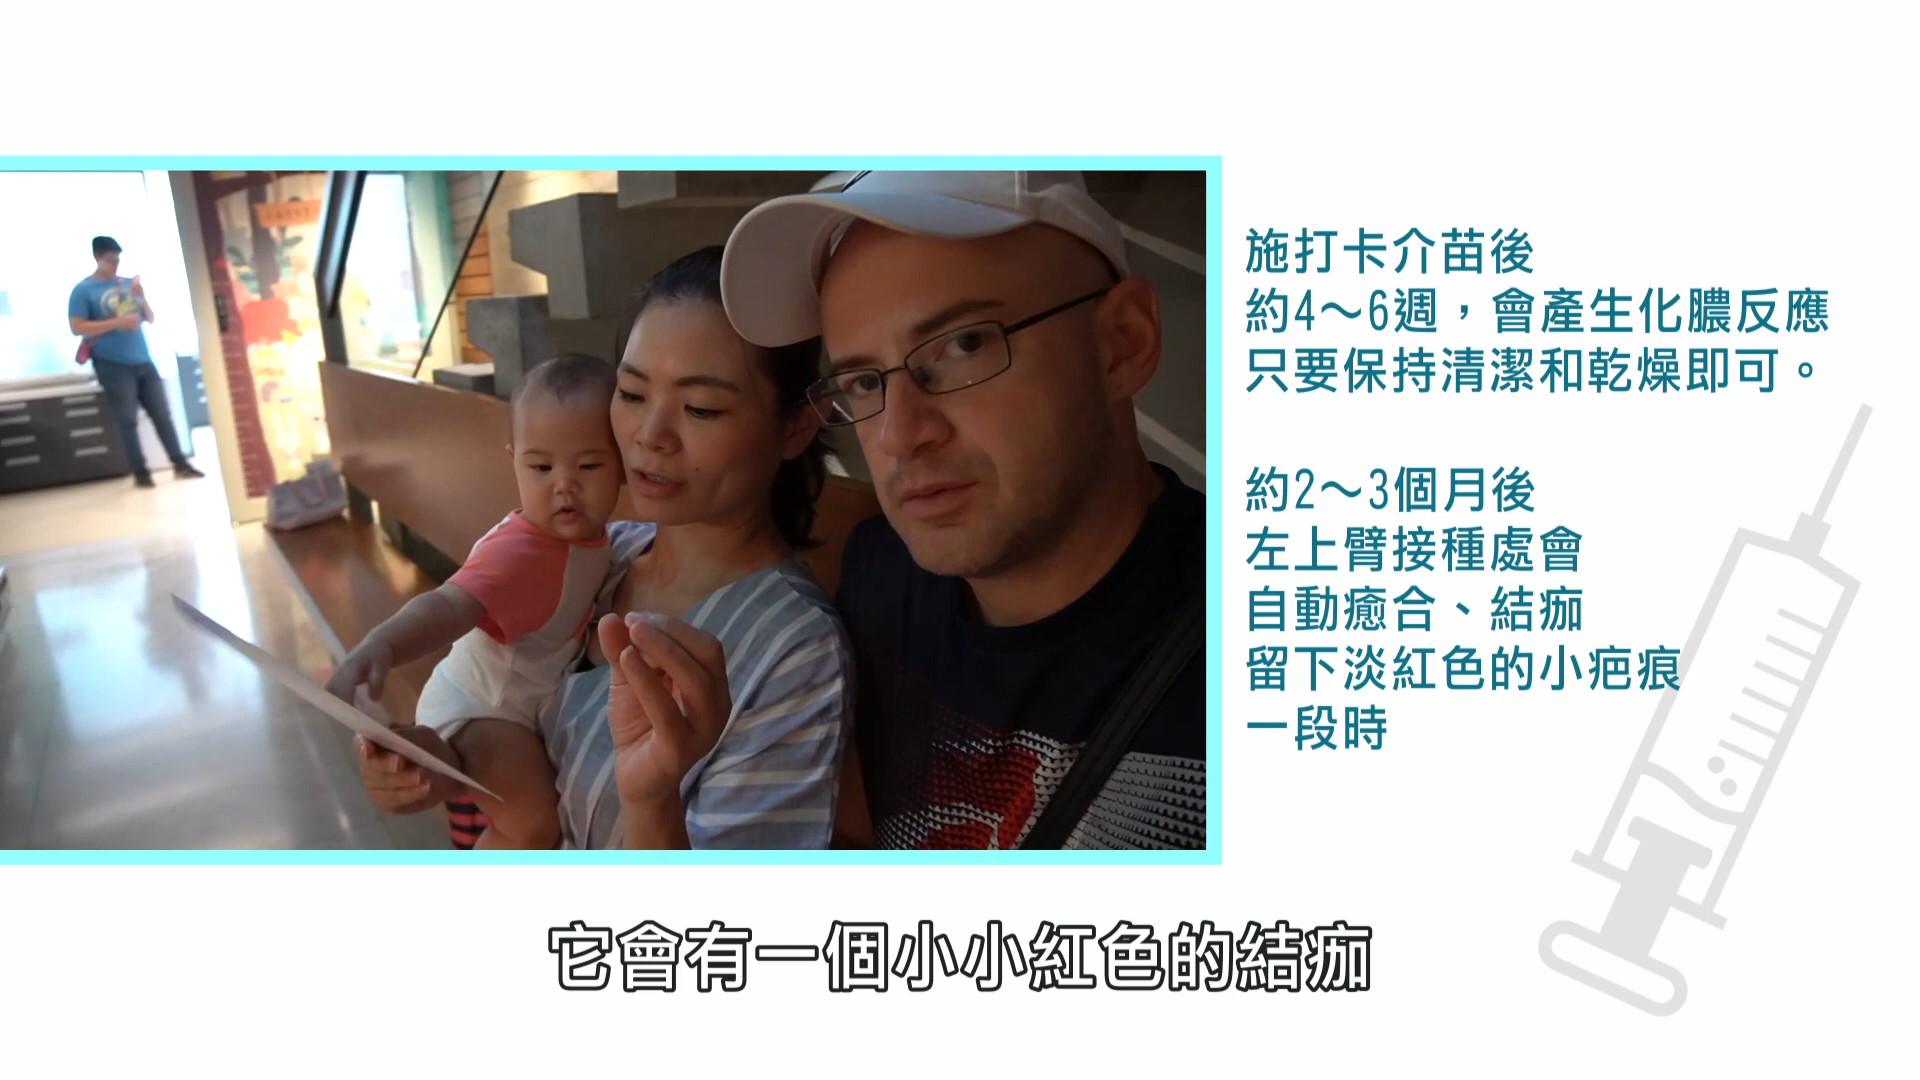 施打卡介苗後
約4～6週，會產生化膿反應
只要保持清潔和乾燥即可。
約2～3個月後
左上臂接種處會
自動癒合、結痂
留下淡紅色的小疤痕
一段時
它會有一個小小紅色的結痂